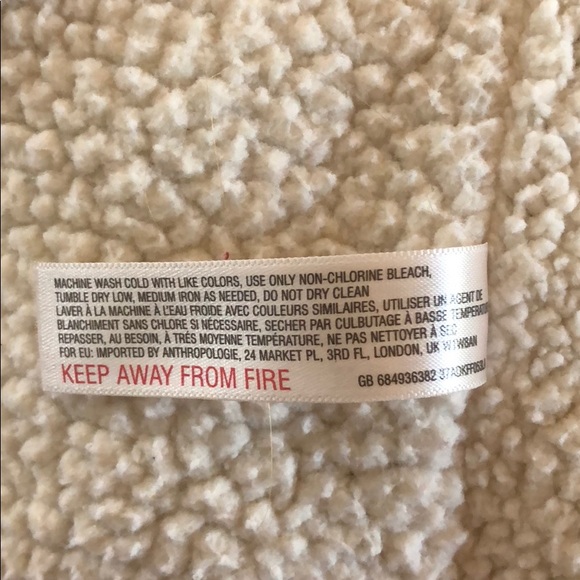 MACHINE WASH COLD WITH LIKE COLORS, USE ONLY NON-CHLORINE BLEACH,
TUMBLE DRY LOW, MEDIUM IRON AS NEEDED, DO NOT DRY CLEAN
LAVER À LA MACHINE À L'EAU FROIDE AVEC COULEURS SIMILAIRES, UTILISER UN AGENT DE
BLANCHIMENT SANS CHLORE SI NÉCESSAIRE, SECHER PAR CULBUTAGE À BASSE TEMPERATURE
REPASSER, AU BESOIN, À TRÉS MOYENNE TEMPÉRATURE, NE PAS NETTOYER À SEC
FOR EU: IMPORTED BY ANTHROPOLOGIE, 24 MARKET PL, 3RD FL, LONDON, UK W1W8AN
KEEP AWAY FROM FIRE
GB 684936382